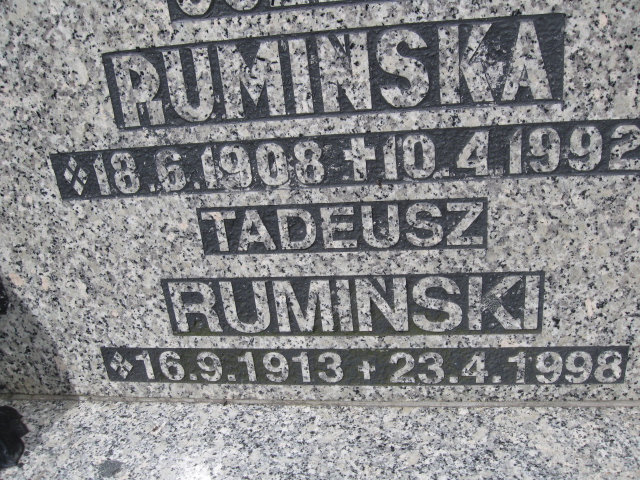 RUMINSKA
18.6.1908 ✝ 10.4.1992
TADEUSZ
RUMINSKI
16.9.1913 ✝ 23.4.1998